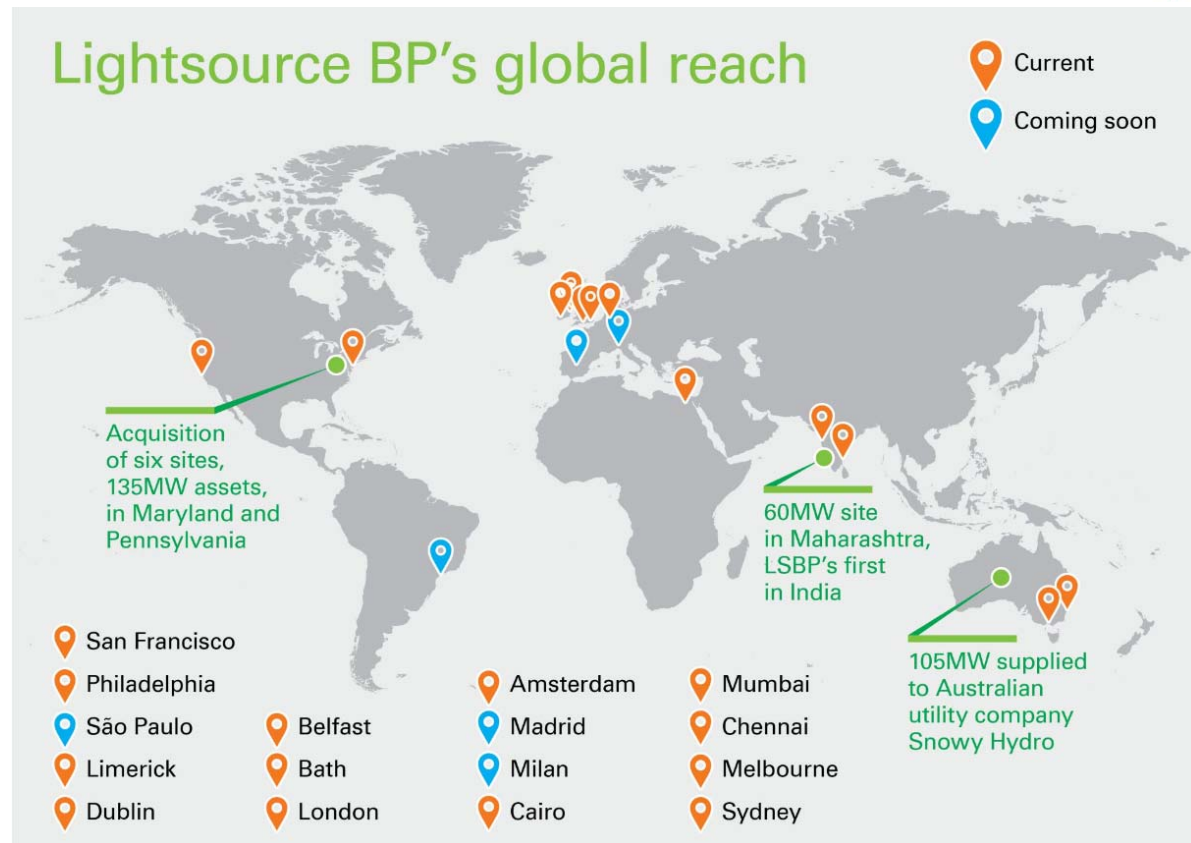 Lightsource BP's global reach
Current
Coming soon
Acquisition
of six sites,
135MW assets,
in Maryland and
Pennsylvania
60MW site
in Maharashtra,
LSBP's first
in India
105MW supplied
to Australian
utility company
Snowy Hydro
San Francisco
Philadelphia
São Paulo
Limerick
Dublin
Belfast
Bath
London
Amsterdam
Madrid
Milan
Cairo
Mumbai
Chennai
Melbourne
Sydney